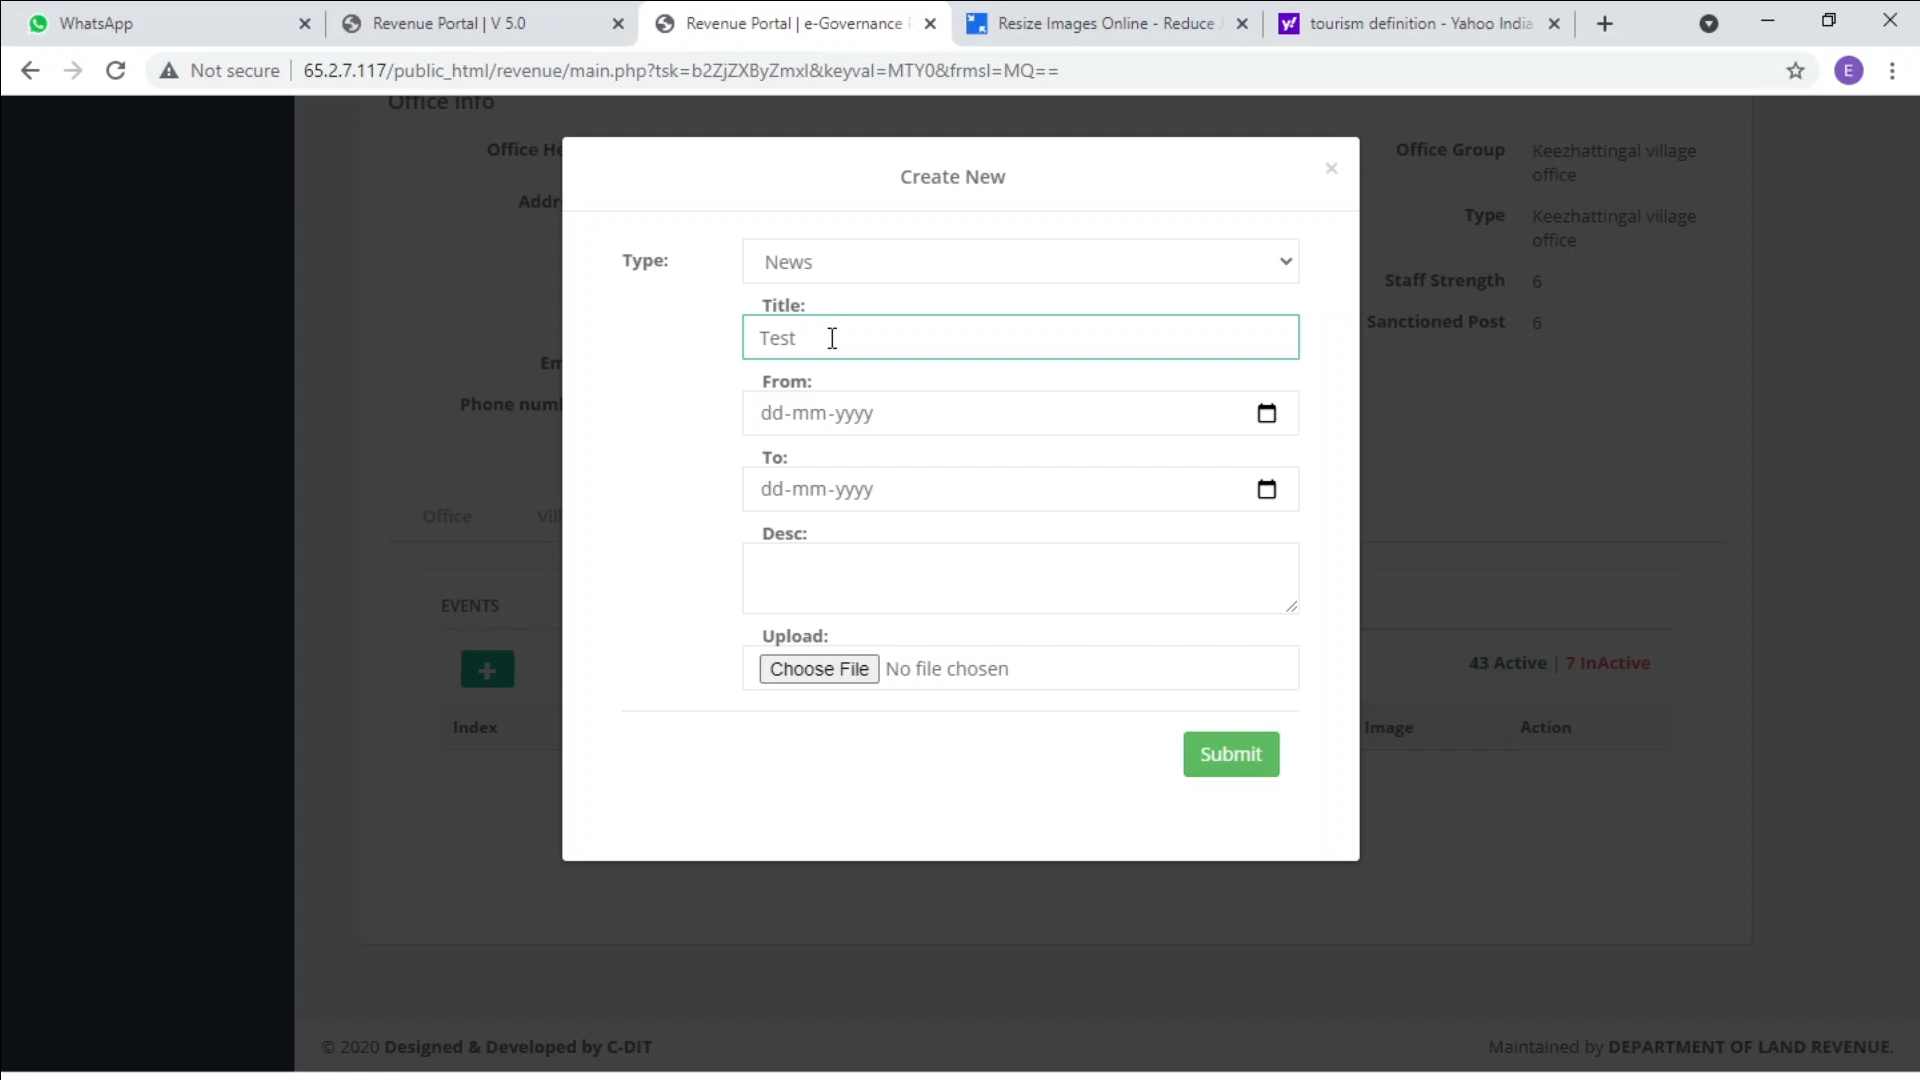 WhatsApp
Revenue Portal | V 5.0
Revenue Portal | e-Governance
Resize Images Online - Reduce
tourism definition - Yahoo India
Not secure
65.2.7.117/public_html/revenue/main.php?tsk=b2ZjZXByZmxl&keyval=MTY0&frmsl=MQ==
E
Office Info
Office He
Addr
Em
Phone num
Office Group
Keezhattingal village
office
Type
Keezhattingal village
office
Staff Strength
6
Sanctioned Post
6
Create New
×
Type:
News
Title:
Test
From:
dd-mm-yyyy
To:
dd-mm-yyyy
Desc:
Upload:
Choose File
No file chosen
Submit
Office
Vill
EVENTS
43 Active | 7 InActive
Index
Image
Action
© 2020 Designed & Developed by C-DIT
Maintained by DEPARTMENT OF LAND REVENUE.